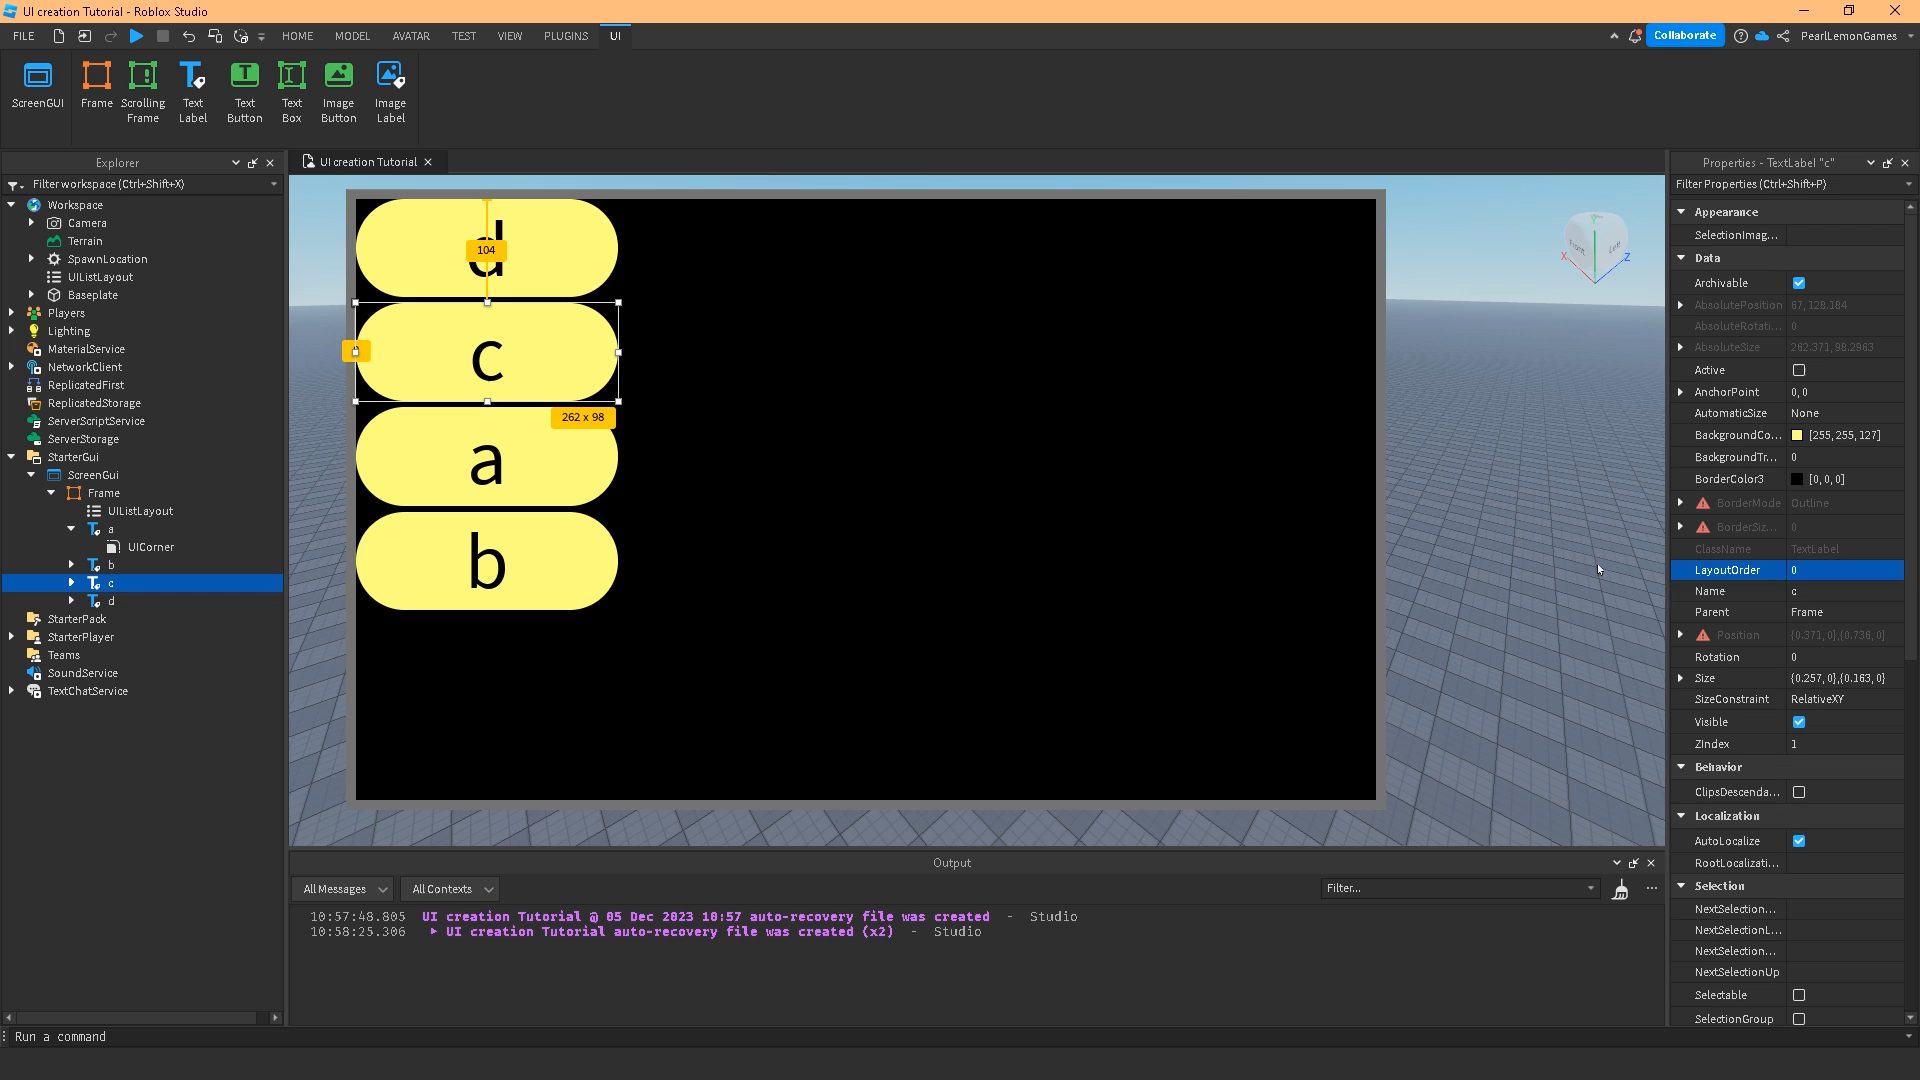 UI creation Tutorial - Roblox Studio
FILE HOME MODEL AVATAR TEST VIEW PLUGINS UI Collaborate PearlLemonGames
ScreenGUI Frame Scrolling Frame Text Label Text Button Text Box Image Button Image Label
Explorer
Filter workspace (Ctrl+Shift+X)
Workspace
Camera
Terrain
SpawnLocation
UIListLayout
Baseplate
Players
Lighting
MaterialService
NetworkClient
ReplicatedFirst
ReplicatedStorage
ServerScriptService
ServerStorage
StarterGui
ScreenGui
Frame
UIListLayout
a
UICorner
b
c
d
StarterPack
StarterPlayer
Teams
SoundService
TextChatService
UI creation Tutorial
d
104
c
262 x 98
a
b
Front
Left
X
Y
Z
Properties - TextLabel "c"
Filter Properties (Ctrl+Shift+P)
Appearance
SelectionImag...
Data
Archivable
AbsolutePosition 67, 128.184
AbsoluteRotati... 0
AbsoluteSize 262.371, 98.2963
Active
AnchorPoint 0, 0
AutomaticSize None
BackgroundCo... [255, 255, 127]
BackgroundTr... 0
BorderColor3 [0, 0, 0]
BorderMode Outline
BorderSiz... 0
ClassName TextLabel
LayoutOrder 0
Name c
Parent Frame
Position {0.371, 0},{0.736, 0}
Rotation 0
Size {0.257, 0},{0.163, 0}
SizeConstraint RelativeXY
Visible
ZIndex 1
Behavior
ClipsDescenda...
Localization
AutoLocalize
RootLocalizati...
Selection
NextSelection...
NextSelectionL...
NextSelection...
NextSelectionUp
Selectable
SelectionGroup
Output
All Messages All Contexts Filter...
10:57:48.805 UI creation Tutorial @ 05 Dec 2023 10:57 auto-recovery file was created - Studio
10:58:25.306 UI creation Tutorial auto-recovery file was created (x2) - Studio
Run a command